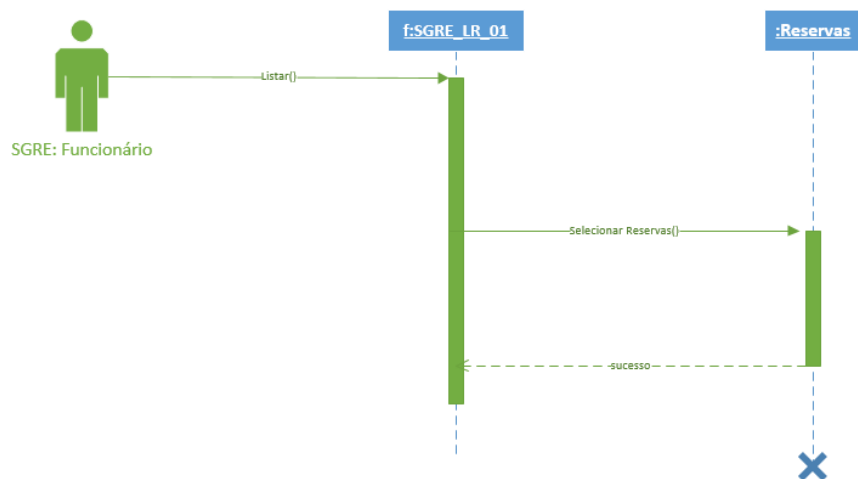 f:SGRE_LR_01
:Reservas
Listar()
SGRE: Funcionário
Selecionar Reservas()
sucesso